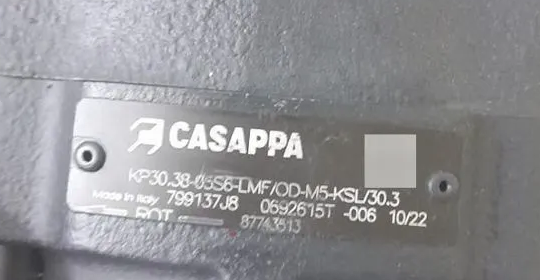 CASAPPA
KP30.38-05S6-LMF/OD-M5-KSL/30.3
Made in Italy 799137J8 0692615T -006 10/22
ROT 87743513